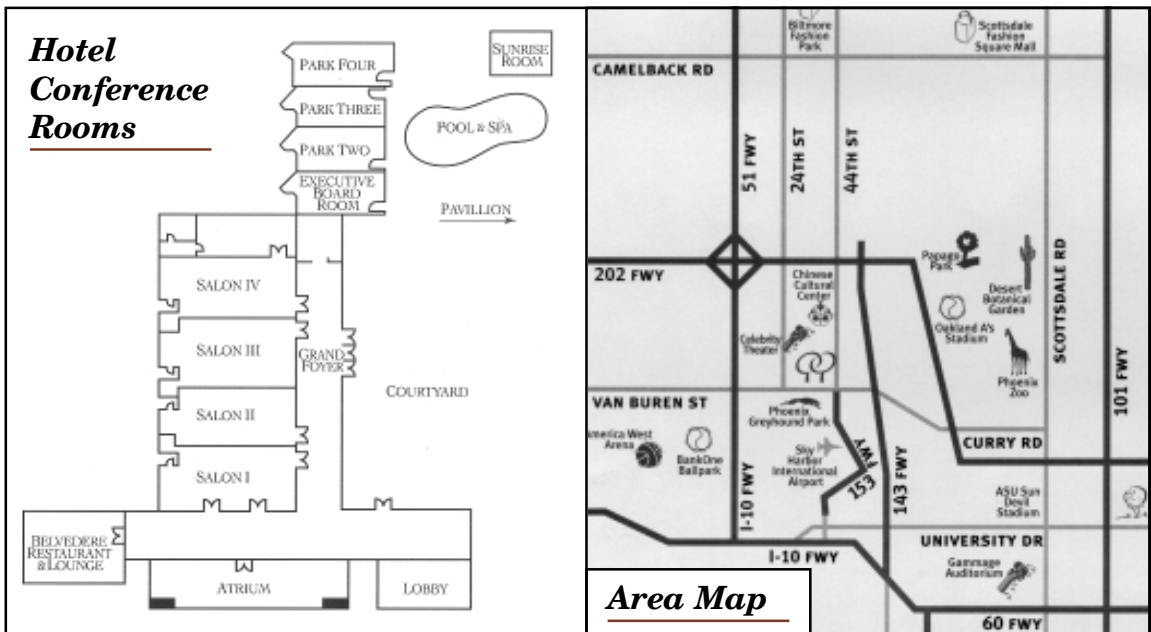 Hotel
Conference
Rooms
PARK FOUR
SUNRISE
ROOM
PARK THREE
POOL & SPA
PARK TWO
EXECUTIVE
BOARD
ROOM
PAVILLION
SALON IV
SALON III
GRAND
FOYER
COURTYARD
SALON II
SALON I
BELVEDERE
RESTAURANT
& LOUNGE
ATRIUM
LOBBY
Biltmore
Fashion
Park
Scottsdale
Fashion
Square Mall
CAMELBACK RD
51 FWY
24TH ST
44TH ST
202 FWY
Papago
Park
Chinese
Cultural
Center
Desert
Botanical
Garden
SCOTTSDALE RD
Celebrity
Theater
Oakland A's
Stadium
Phoenix
Zoo
101 FWY
VAN BUREN ST
Phoenix
Greyhound Park
America West
Arena
BankOne
Ballpark
CURRY RD
Sky
Harbor
International
Airport
153 FWY
143 FWY
I-10 FWY
ASU Sun
Devil
Stadium
UNIVERSITY DR
I-10 FWY
Gammage
Auditorium
Area Map
60 FWY